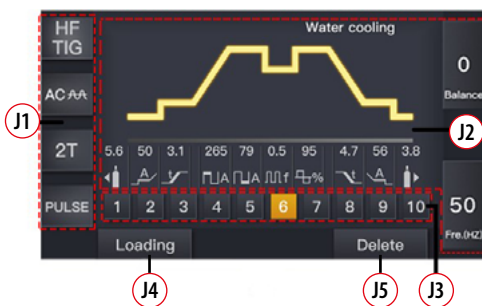 HF
TIG
Water cooling
0
Balance
J1
AC
J2
2T
5.6 50 3.1 265 79 0.5 95 4.7 56 3.8
A A A f % A
PULSE
1 2 3 4 5 6 7 8 9 10
50
Fre.(HZ)
Loading
Delete
J3
J4
J5